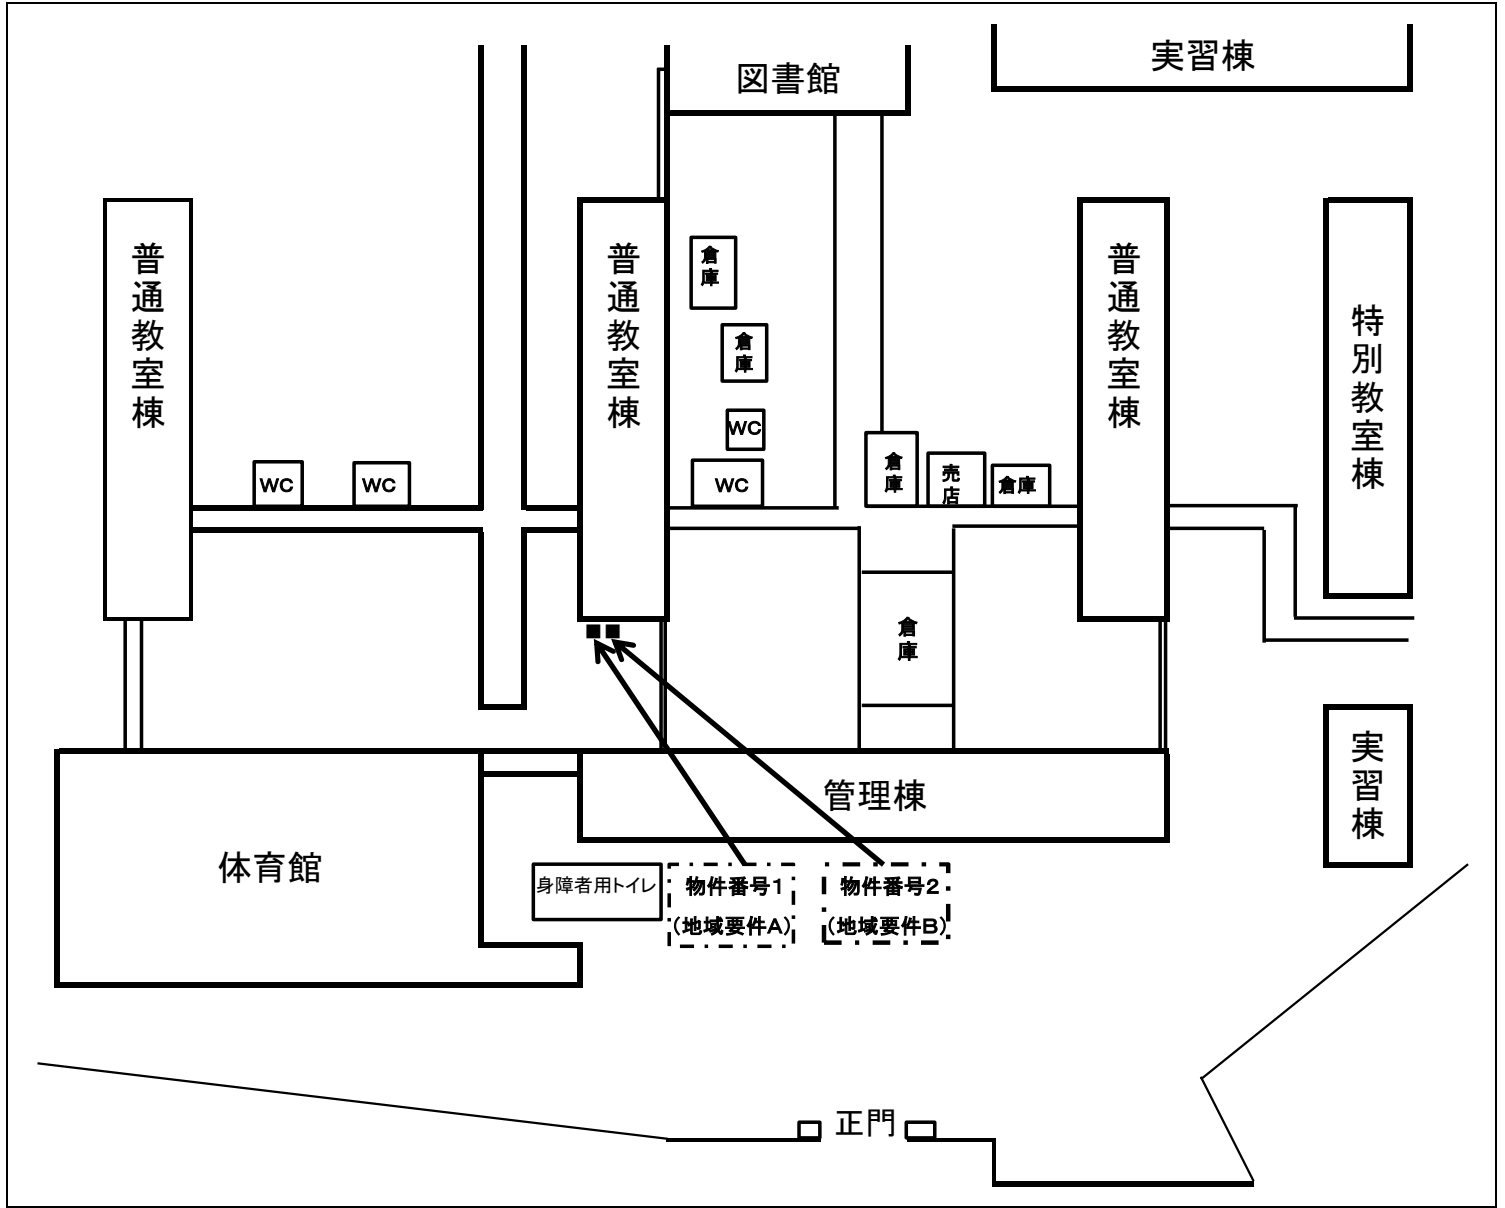 図書館
実習棟
普通教室棟
普通教室棟
普通教室棟
特別教室棟
倉庫
倉庫
WC
WC
WC
WC
倉庫
売店
倉庫
倉庫
実習棟
管理棟
体育館
身障者用トイレ
物件番号1
(地域要件A)
物件番号2
(地域要件B)
正門